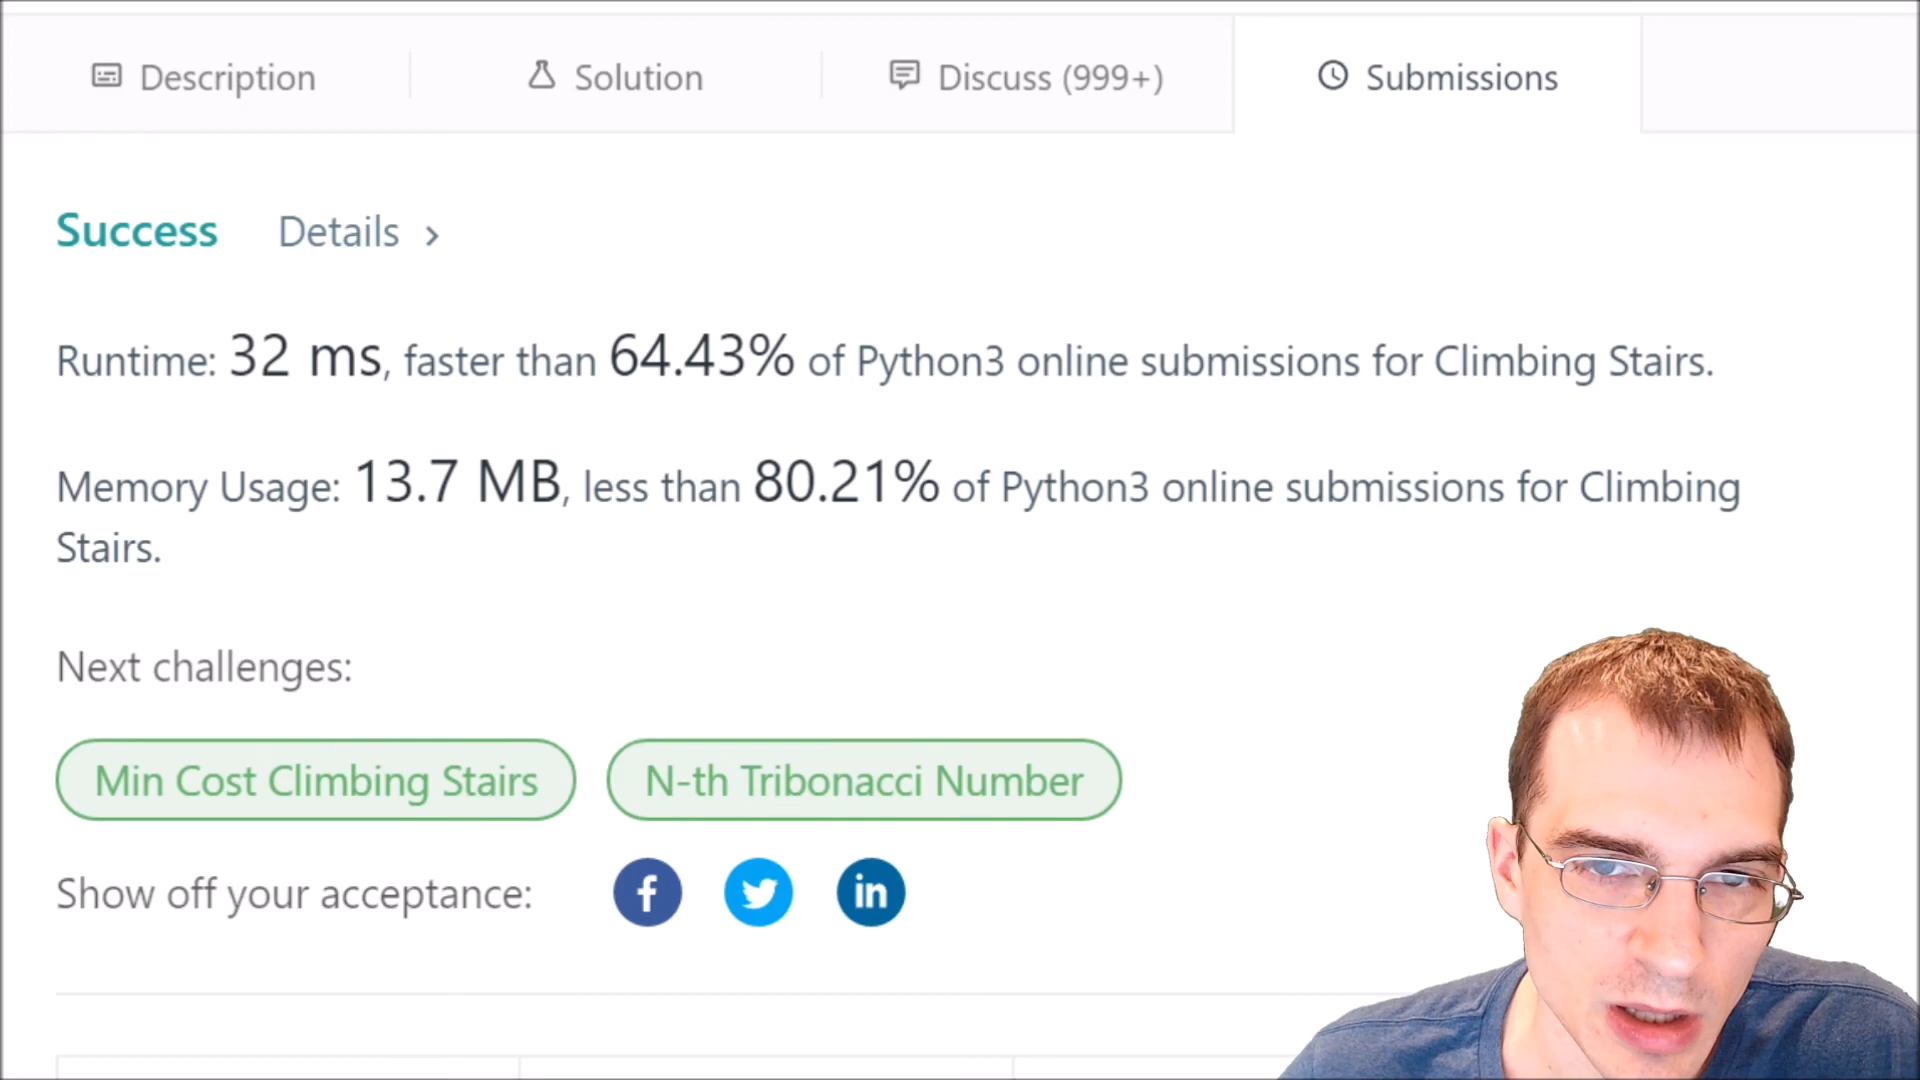 Description Solution Discuss (999+) Submissions
Success Details >
Runtime: 32 ms, faster than 64.43% of Python3 online submissions for Climbing Stairs.
Memory Usage: 13.7 MB, less than 80.21% of Python3 online submissions for Climbing
Stairs.
Next challenges:
Min Cost Climbing Stairs N-th Tribonacci Number
Show off your acceptance: f in